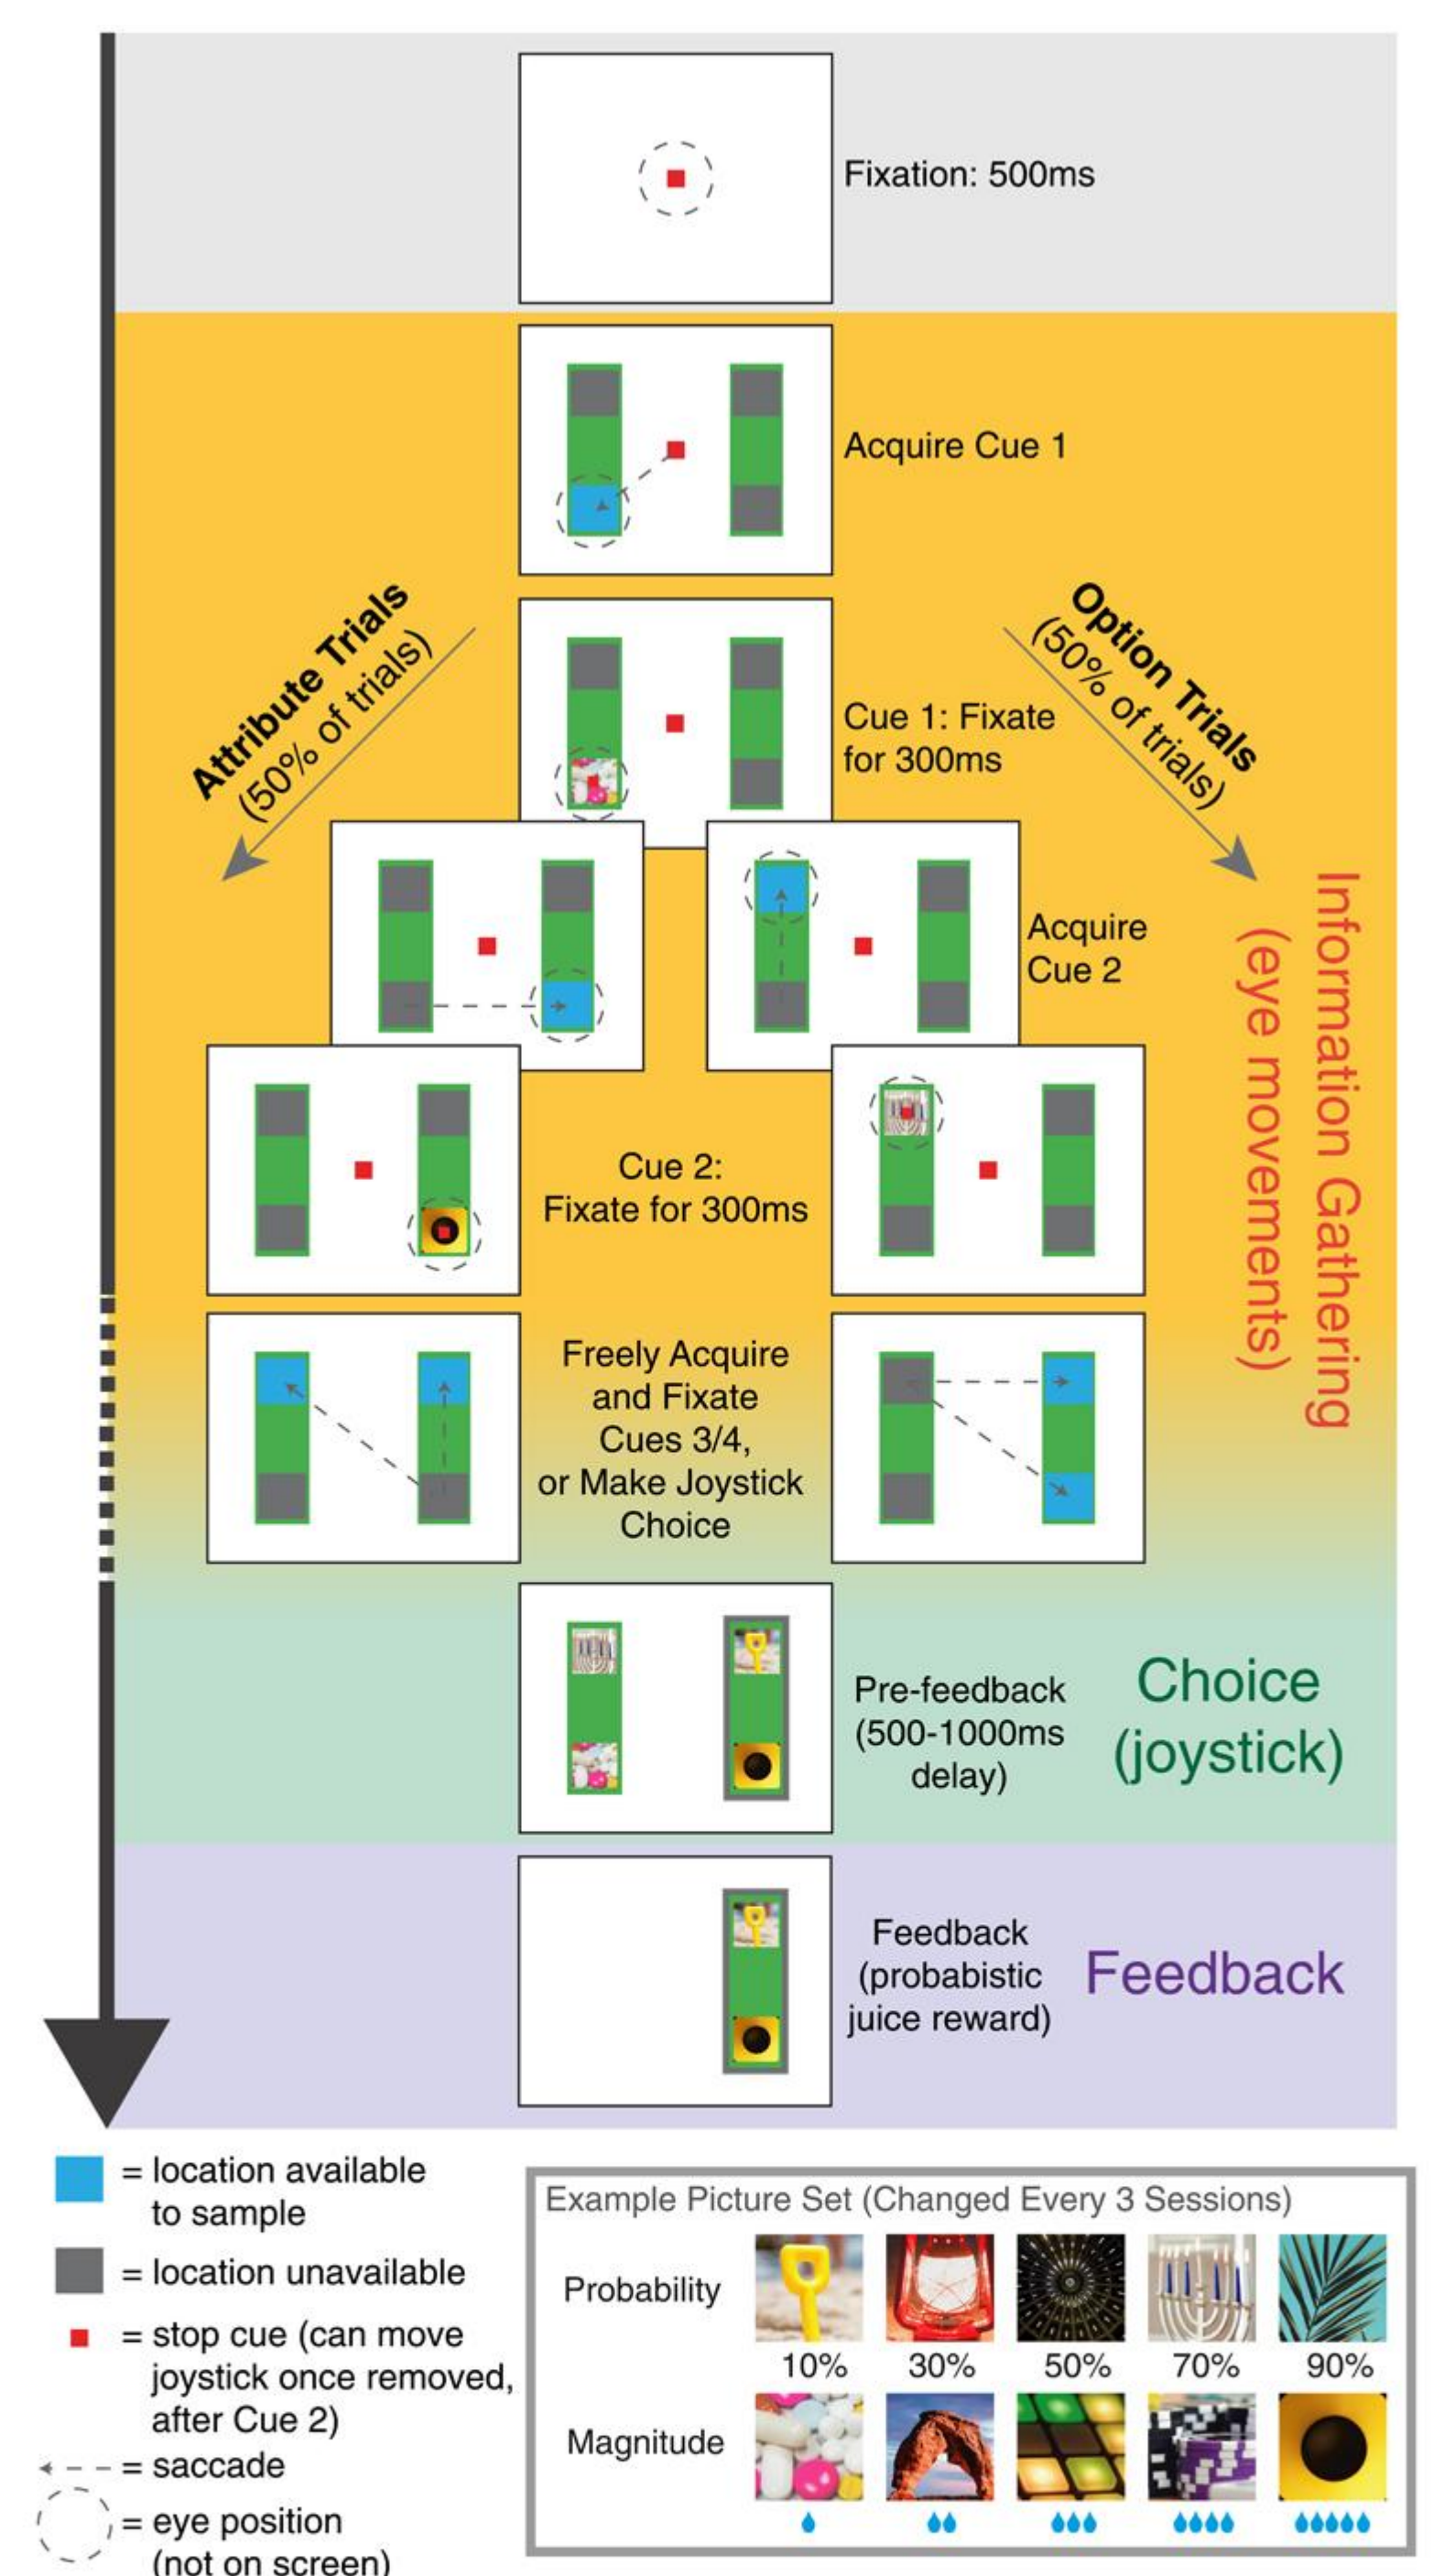 Fixation: 500ms
Acquire Cue 1
Attribute Trials
(50% of trials)
Option Trials
(50% of trials)
Cue 1: Fixate
for 300ms
Acquire
Cue 2
Information Gathering
(eye movements)
Cue 2:
Fixate for 300ms
Freely Acquire
and Fixate
Cues 3/4,
or Make Joystick
Choice
Pre-feedback
(500-1000ms
delay)
Choice
(joystick)
Feedback
(probabistic
juice reward)
Feedback
= location available
to sample
= location unavailable
= stop cue (can move
joystick once removed,
after Cue 2)
= saccade
= eye position
(not on screen)
Example Picture Set (Changed Every 3 Sessions)
Probability
10% 30% 50% 70% 90%
Magnitude